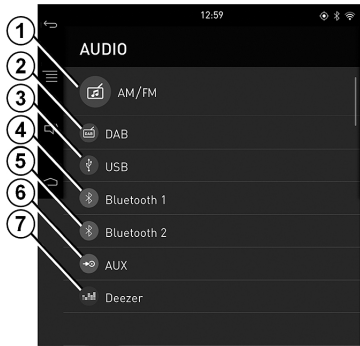 12:59
AUDIO
1
AM/FM
2
DAB
DAB
3
USB
4
Bluetooth 1
5
Bluetooth 2
6
AUX
7
Deezer